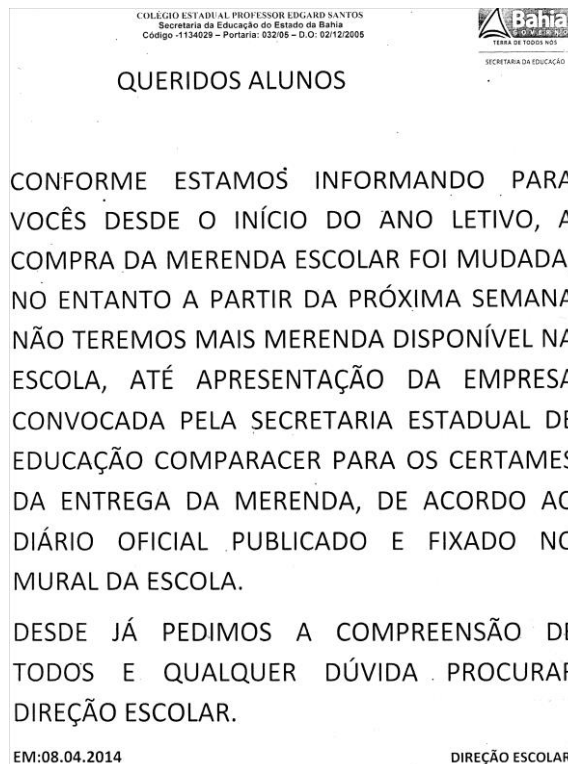 COLÉGIO ESTADUAL PROFESSOR EDGARD SANTOS
Secretaria da Educação do Estado da Bahia
Código -1134029 – Portaria: 032/05 – D.O: 02/12/2005
Bahia
GOVERNO
TERRA DE TODOS NÓS
SECRETARIA DA EDUCAÇÃO
QUERIDOS ALUNOS
CONFORME ESTAMOS INFORMANDO PARA
VOCÊS DESDE O INÍCIO DO ANO LETIVO, A
COMPRA DA MERENDA ESCOLAR FOI MUDADA
NO ENTANTO A PARTIR DA PRÓXIMA SEMANA
NÃO TEREMOS MAIS MERENDA DISPONÍVEL NA
ESCOLA, ATÉ APRESENTAÇÃO DA EMPRESA
CONVOCADA PELA SECRETARIA ESTADUAL DE
EDUCAÇÃO COMPARACER PARA OS CERTAMES
DA ENTREGA DA MERENDA, DE ACORDO AO
DIÁRIO OFICIAL PUBLICADO E FIXADO NO
MURAL DA ESCOLA.
DESDE JÁ PEDIMOS A COMPREENSÃO DE
TODOS E QUALQUER DÚVIDA PROCURAR
DIREÇÃO ESCOLAR.
EM:08.04.2014
DIREÇÃO ESCOLAR